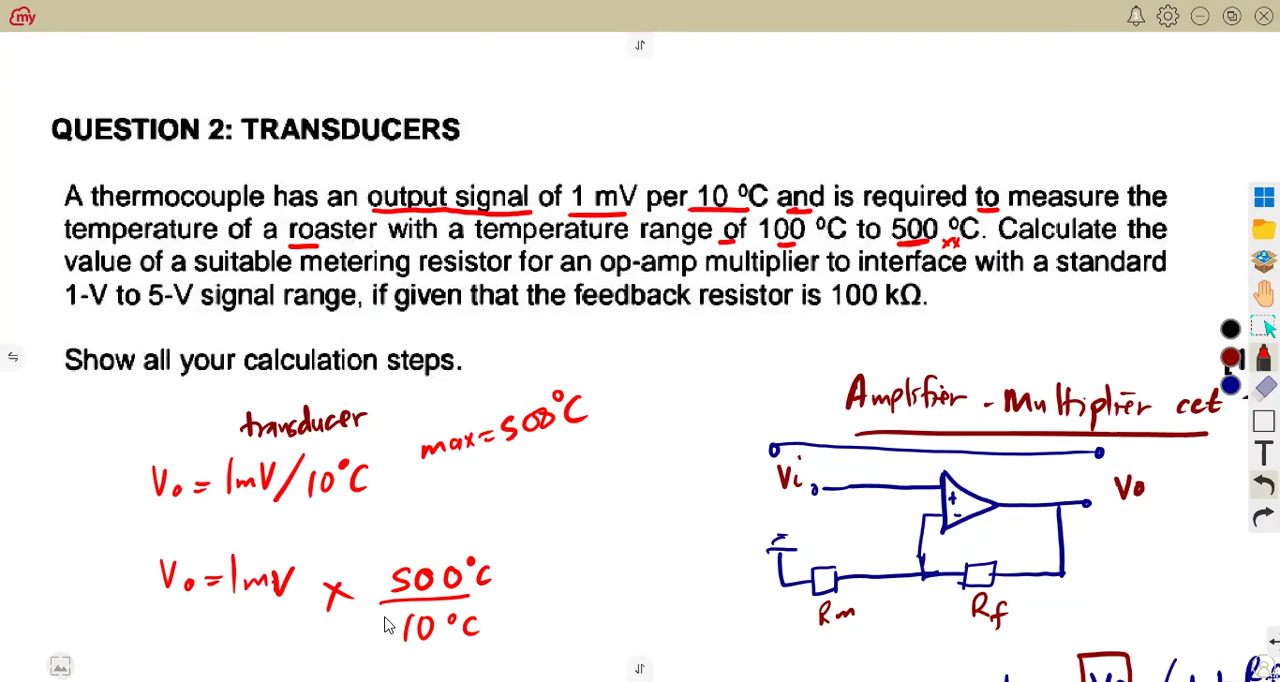 my
QUESTION 2: TRANSDUCERS
A thermocouple has an output signal of 1 mV per 10 ⁰C and is required to measure the
temperature of a roaster with a temperature range of 100 ⁰C to 500 ⁰C. Calculate the
value of a suitable metering resistor for an op-amp multiplier to interface with a standard
1-V to 5-V signal range, if given that the feedback resistor is 100 kΩ.
Show all your calculation steps.
transducer
max = 500°C
Vo = 1mV/10°C
Vo = 1mV × 500°C
10°C
Amplifier - Multiplier cct
Vi
+
-
Vo
Rm
Rf
T